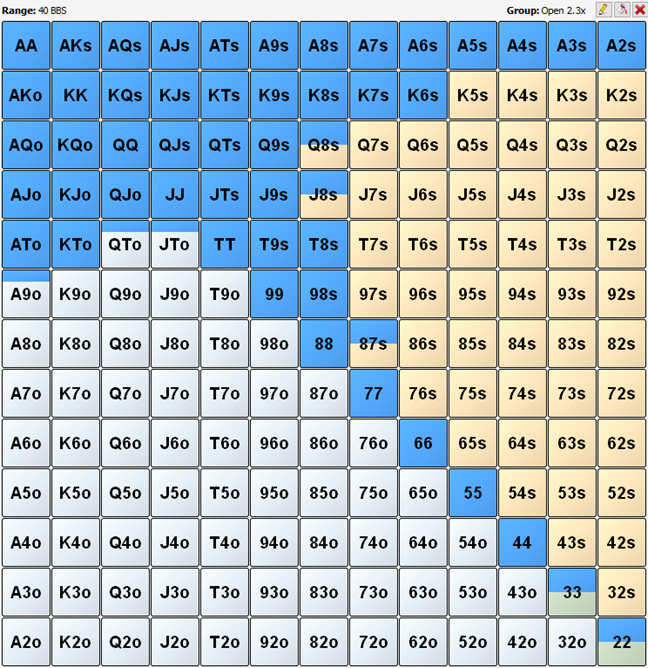 Range: 40 BBS Group: Open 2.3x
AA AKs AQs AJs ATs A9s A8s A7s A6s A5s A4s A3s A2s
AKo KK KQs KJs KTs K9s K8s K7s K6s K5s K4s K3s K2s
AQo KQo QQ QJs QTs Q9s Q8s Q7s Q6s Q5s Q4s Q3s Q2s
AJo KJo QJo JJ JTs J9s J8s J7s J6s J5s J4s J3s J2s
ATo KTo QTo JTo TT T9s T8s T7s T6s T5s T4s T3s T2s
A9o K9o Q9o J9o T9o 99 98s 97s 96s 95s 94s 93s 92s
A8o K8o Q8o J8o T8o 98o 88 87s 86s 85s 84s 83s 82s
A7o K7o Q7o J7o T7o 97o 87o 77 76s 75s 74s 73s 72s
A6o K6o Q6o J6o T6o 96o 86o 76o 66 65s 64s 63s 62s
A5o K5o Q5o J5o T5o 95o 85o 75o 65o 55 54s 53s 52s
A4o K4o Q4o J4o T4o 94o 84o 74o 64o 54o 44 43s 42s
A3o K3o Q3o J3o T3o 93o 83o 73o 63o 53o 43o 33 32s
A2o K2o Q2o J2o T2o 92o 82o 72o 62o 52o 42o 32o 22